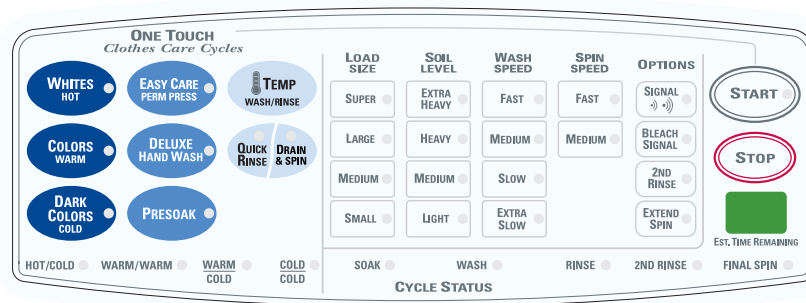 ONE TOUCH
Clothes Care Cycles
WHITES
HOT
EASY CARE
PERM PRESS
TEMP
WASH/RINSE
COLORS
WARM
DELUXE
HAND WASH
QUICK
RINSE
DRAIN
& SPIN
DARK
COLORS
COLD
PRESOAK
LOAD
SIZE
SUPER
LARGE
MEDIUM
SMALL
SOIL
LEVEL
EXTRA
HEAVY
HEAVY
MEDIUM
LIGHT
WASH
SPEED
FAST
MEDIUM
SLOW
EXTRA
SLOW
SPIN
SPEED
FAST
MEDIUM
OPTIONS
SIGNAL
BLEACH
SIGNAL
2ND
RINSE
EXTEND
SPIN
START
STOP
EST. TIME REMAINING
HOT/COLD
WARM/WARM
WARM
COLD
COLD
COLD
SOAK
WASH
RINSE
2ND RINSE
FINAL SPIN
CYCLE STATUS